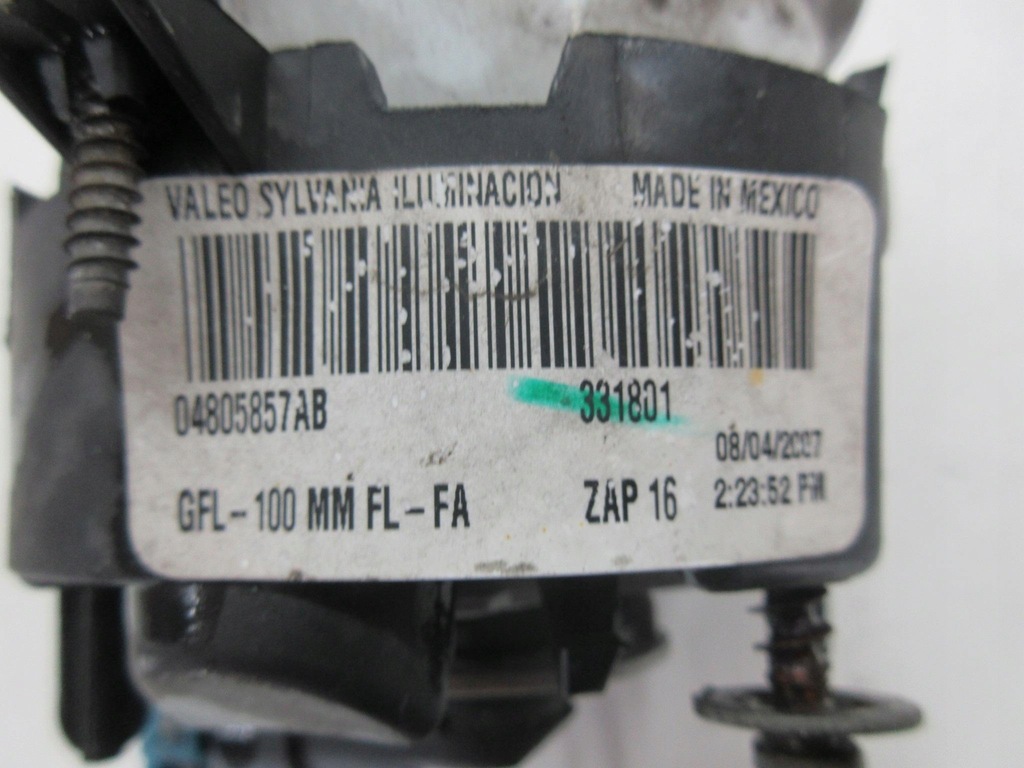 VALEO SYLVANIA ILUMINACION MADE IN MEXICO
04805857AB 331801
08/04/2007
GFL-100 MM FL-FA ZAP 16 2:23:52 PM